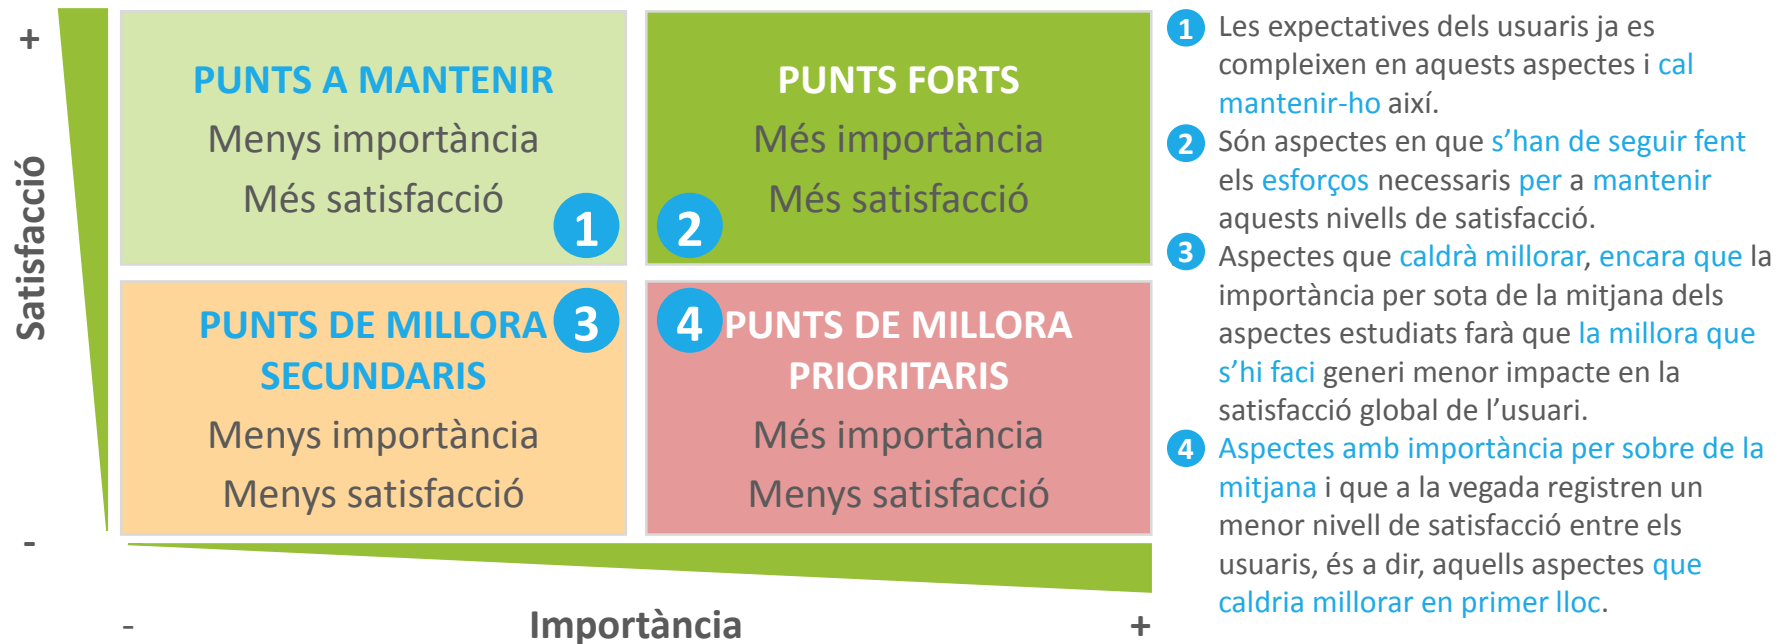 +
Satisfacció
-
PUNTS A MANTENIR
Menys importància
Més satisfacció
1
PUNTS FORTS
Més importància
Més satisfacció
2
PUNTS DE MILLORA
SECUNDARIS
Menys importància
Menys satisfacció
3
4
PUNTS DE MILLORA
PRIORITARIS
Més importància
Menys satisfacció
-
Importància
+
1 Les expectatives dels usuaris ja es
compleixen en aquests aspectes i cal
mantenir-ho així.
2 Són aspectes en que s’han de seguir fent
els esforços necessaris per a mantenir
aquests nivells de satisfacció.
3 Aspectes que caldrà millorar, encara que la
importància per sota de la mitjana dels
aspectes estudiats farà que la millora que
s’hi faci generi menor impacte en la
satisfacció global de l’usuari.
4 Aspectes amb importància per sobre de la
mitjana i que a la vegada registren un
menor nivell de satisfacció entre els
usuaris, és a dir, aquells aspectes que
caldria millorar en primer lloc.